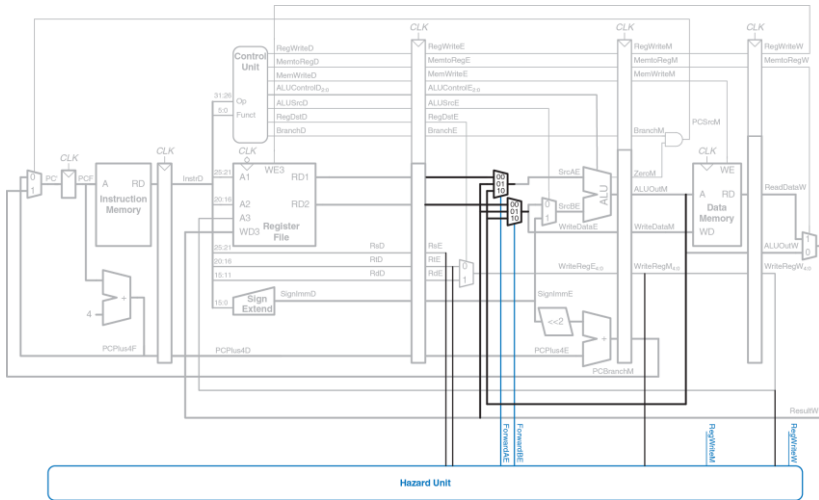 CLK CLK CLK
Control
Unit
RegWriteD RegWriteE RegWriteM RegWriteW
MemtoRegD MemtoRegE MemtoRegM MemtoRegW
MemWriteD MemWriteE MemWriteM
ALUControlD2:0 ALUControlE2:0
31:26 Op ALUSrcD ALUSrcE
5:0 Funct RegDstD RegDstE PCSrcM
BranchD BranchE BranchM
CLK CLK CLK CLK
0
1 PC' PCF A RD InstrD 25:21 A1 WE3 RD1 00 01 10 SrcAE ALU ZeroM WE
Instruction
Memory
20:16 A2 RD2 00 01 10 0 1 SrcBE ALUOutM A RD ReadDataW
A3 Register
File
WD3 WriteDataE WriteDataM Data
Memory
WD 1
0
25:21 RsD RsE ALUOutW
20:16 RtD RtE 0
15:11 RdD RdE 1 WriteRegE4:0 WriteRegM4:0 WriteRegW4:0
15:0 Sign
Extend
SignImmD SignImmE
4 + <<2 +
PCPlus4F PCPlus4D PCPlus4E
PCBranchM
ResultW
ForwardAE ForwardBE RegWriteM RegWriteW
Hazard Unit